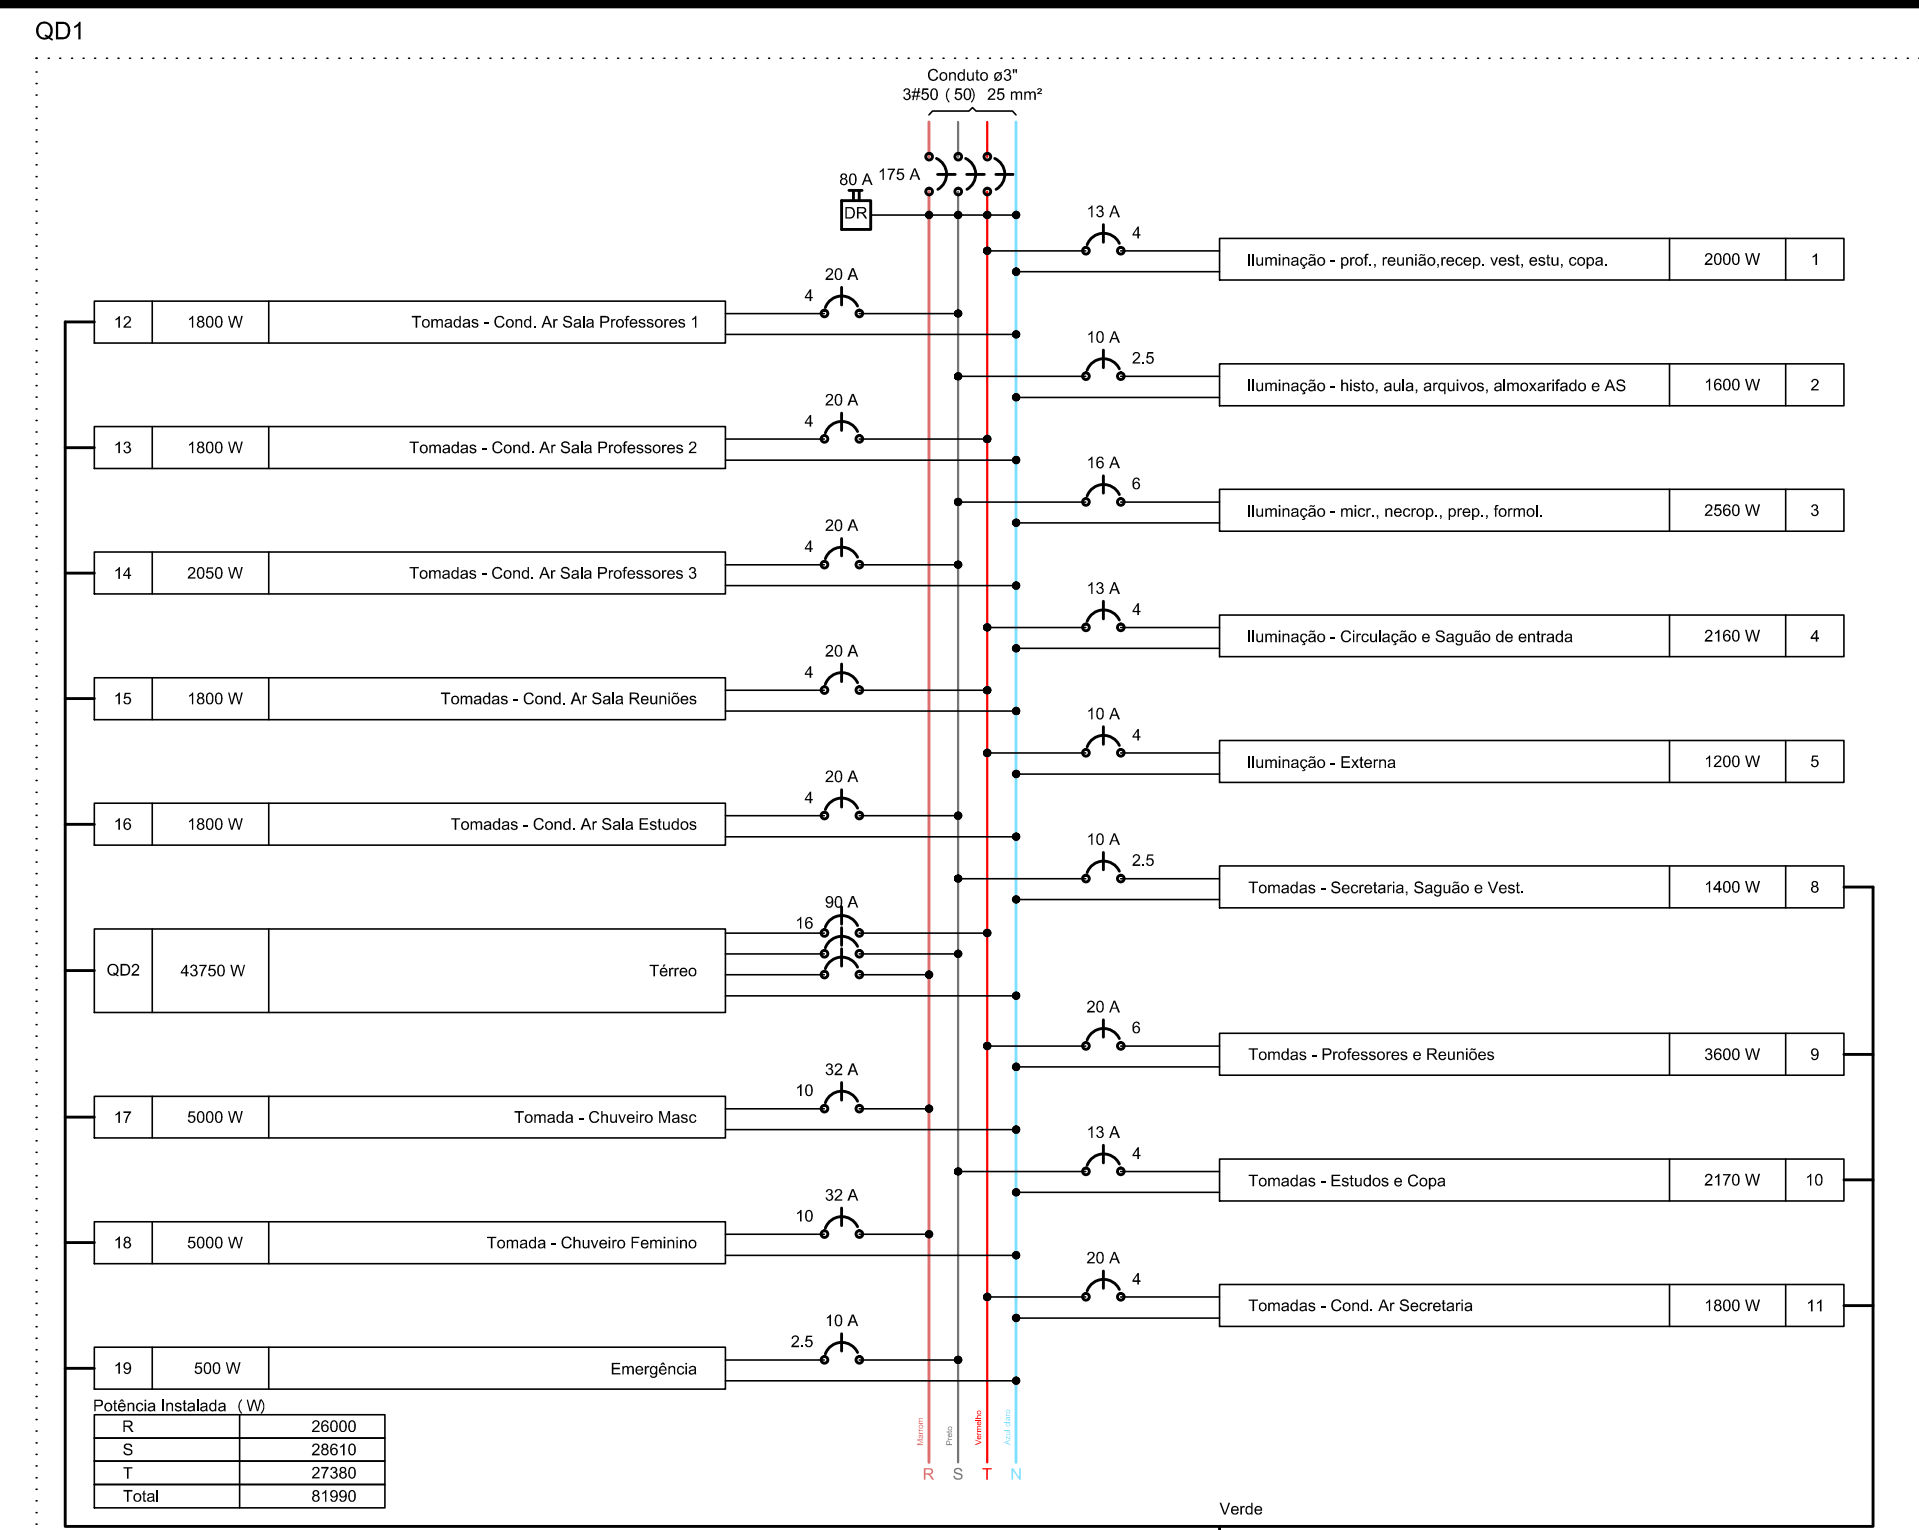 QD1
Conduto ø3"
3#50 ( 50) 25 mm²
175 A
80 A
DR
13 A
4
Iluminação - prof., reunião,recep. vest, estu, copa. 2000 W 1
20 A
4
12 1800 W Tomadas - Cond. Ar Sala Professores 1
10 A
2.5
Iluminação - histo, aula, arquivos, almoxarifado e AS 1600 W 2
20 A
4
13 1800 W Tomadas - Cond. Ar Sala Professores 2
16 A
6
Iluminação - micr., necrop., prep., formol. 2560 W 3
20 A
4
14 2050 W Tomadas - Cond. Ar Sala Professores 3
13 A
4
Iluminação - Circulação e Saguão de entrada 2160 W 4
20 A
4
15 1800 W Tomadas - Cond. Ar Sala Reuniões
10 A
4
Iluminação - Externa 1200 W 5
20 A
4
16 1800 W Tomadas - Cond. Ar Sala Estudos
10 A
2.5
Tomadas - Secretaria, Saguão e Vest. 1400 W 8
90 A
16
QD2 43750 W Térreo
20 A
6
Tomdas - Professores e Reuniões 3600 W 9
32 A
10
17 5000 W Tomada - Chuveiro Masc
13 A
4
Tomadas - Estudos e Copa 2170 W 10
32 A
10
18 5000 W Tomada - Chuveiro Feminino
20 A
4
Tomadas - Cond. Ar Secretaria 1800 W 11
10 A
2.5
19 500 W Emergência
Potência Instalada ( W)
R 26000
S 28610
T 27380
Total 81990
Marrom
Preto
Vermelho
Azul claro
R S T N
Verde